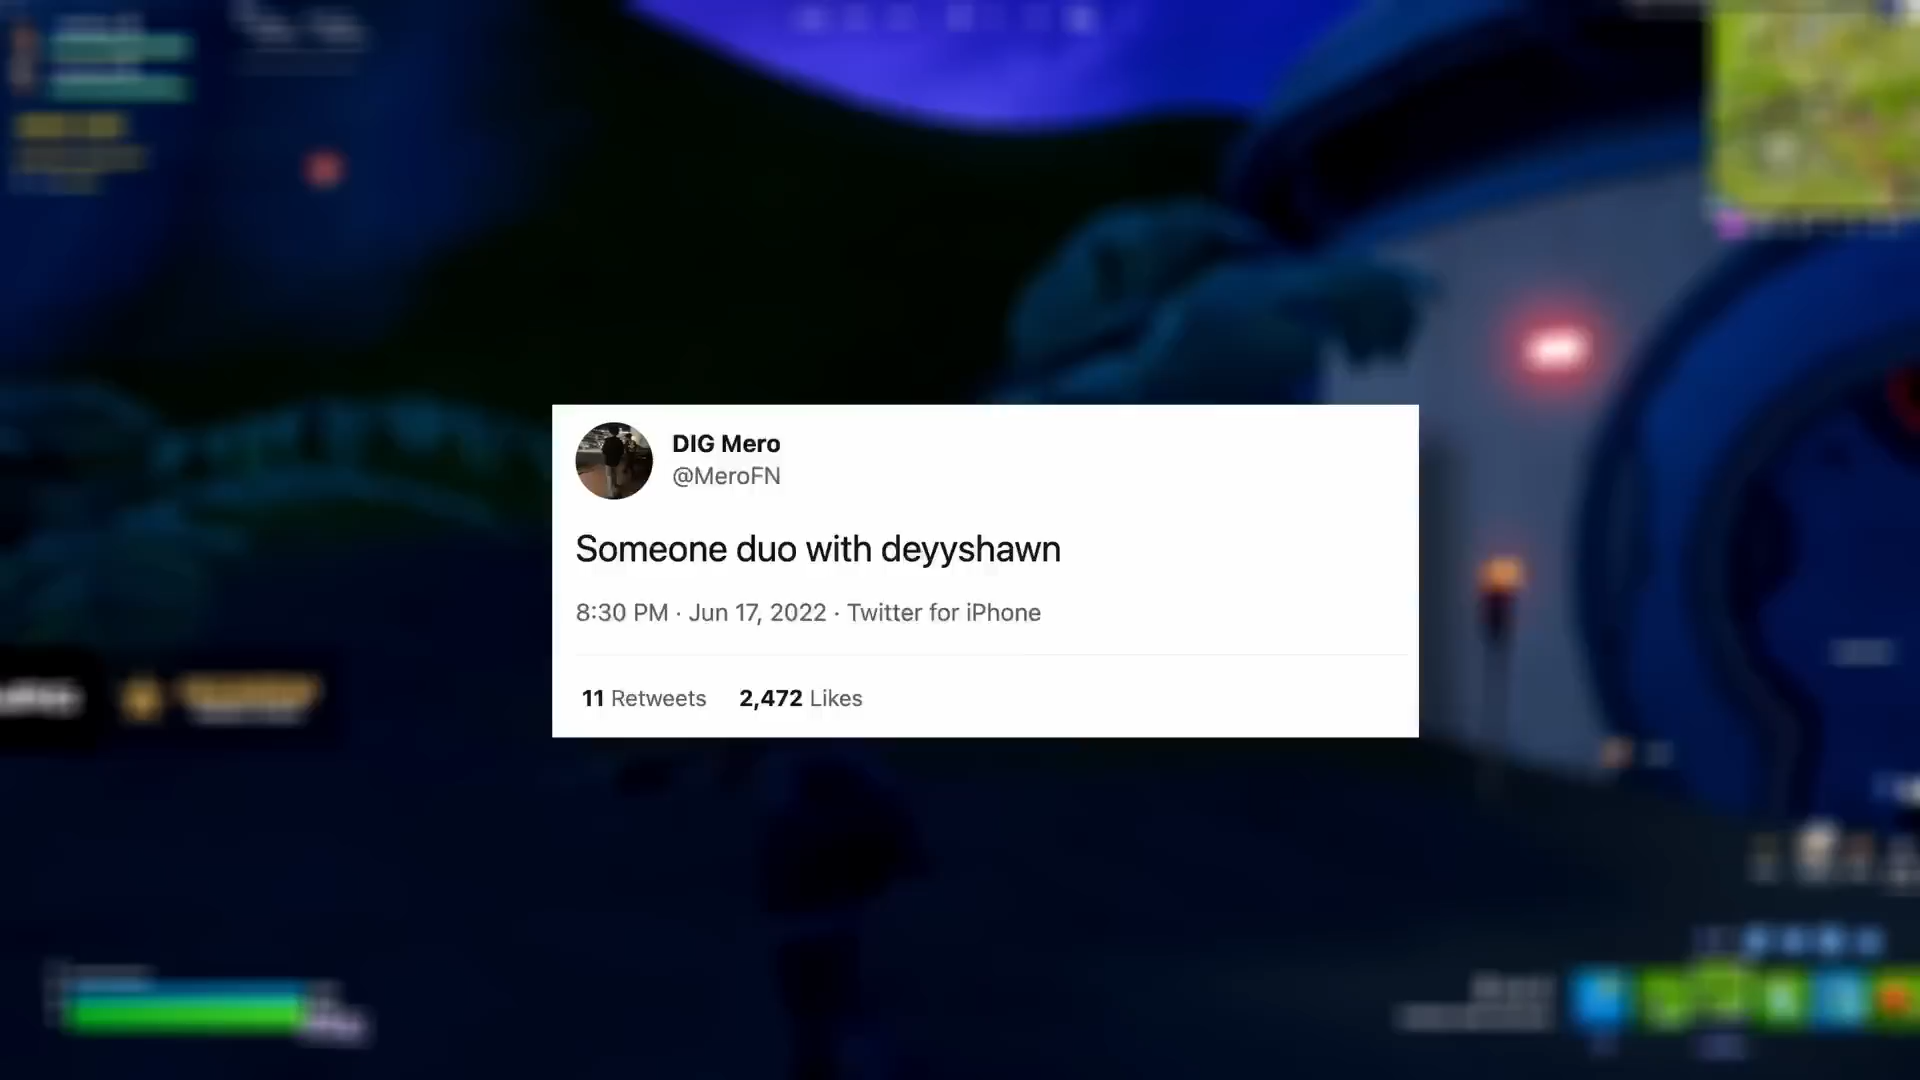 DIG Mero
@MeroFN
Someone duo with deyyshawn
8:30 PM · Jun 17, 2022 · Twitter for iPhone
11 Retweets 2,472 Likes